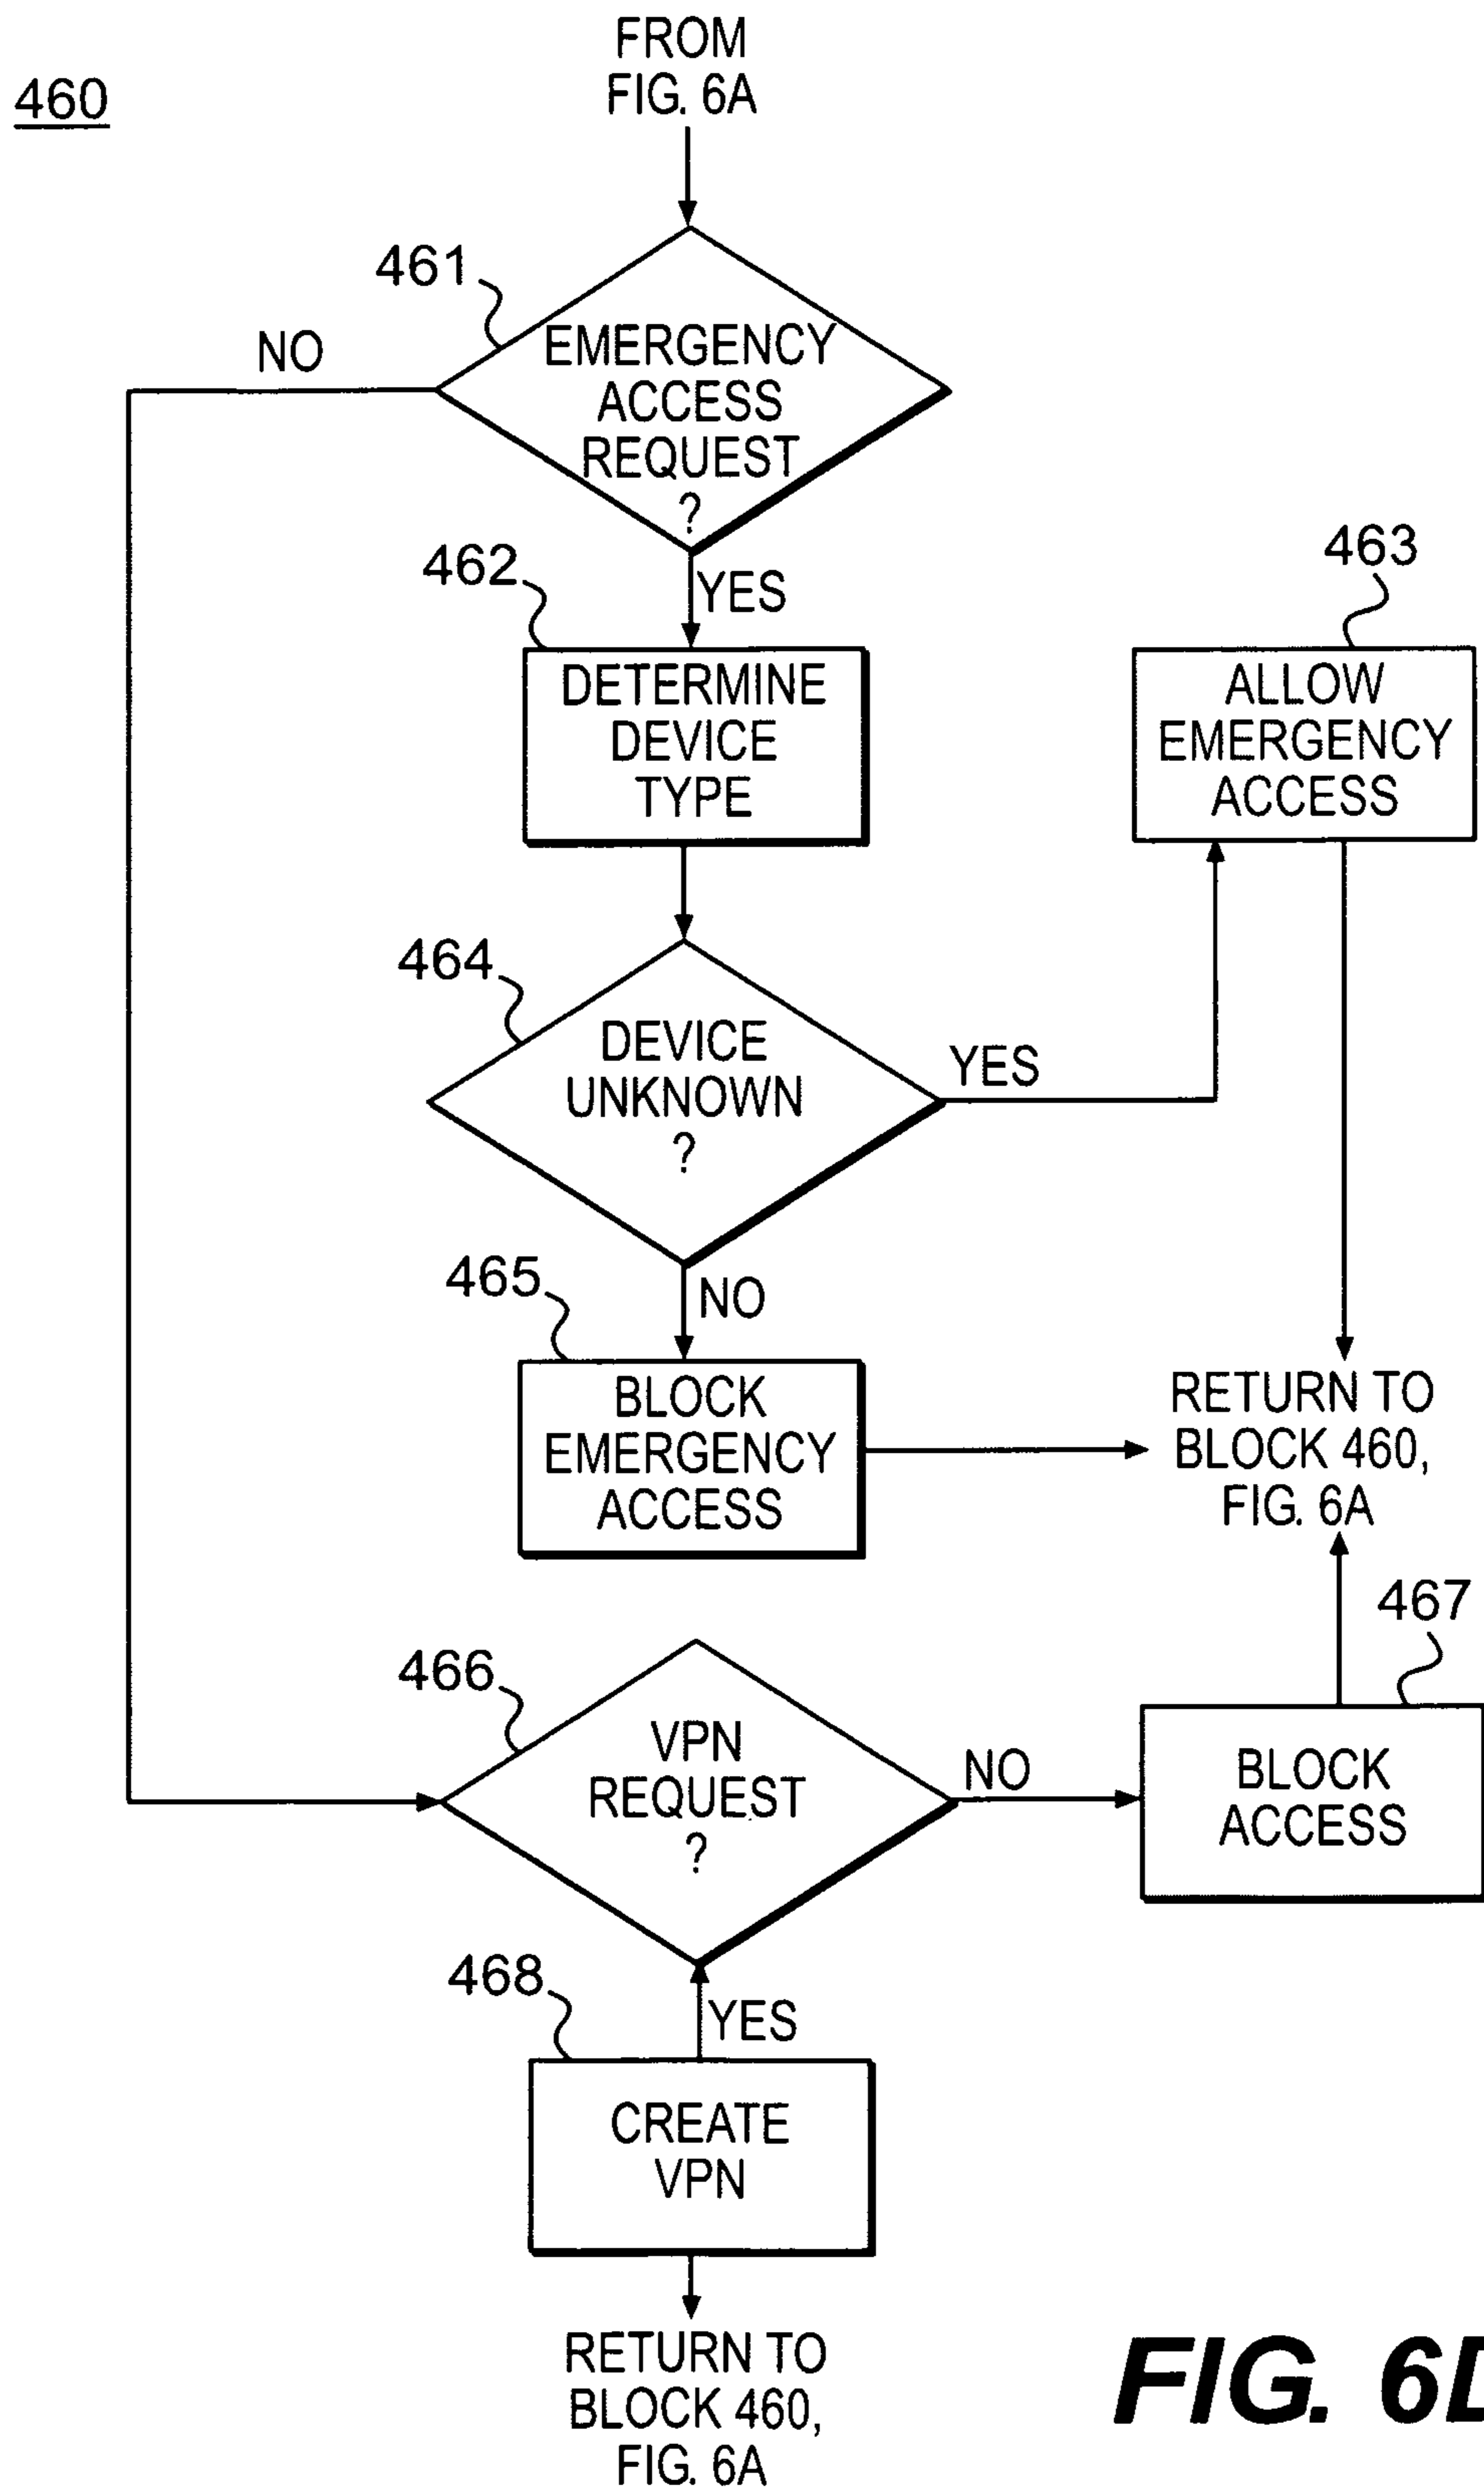 FROM
FIG. 6A
460
461
NO
EMERGENCY
ACCESS
REQUEST
?
462
YES
463
DETERMINE
DEVICE
TYPE
ALLOW
EMERGENCY
ACCESS
464
DEVICE
UNKNOWN
?
YES
465
NO
BLOCK
EMERGENCY
ACCESS
RETURN TO
BLOCK 460,
FIG. 6A
466
467
VPN
REQUEST
?
NO
BLOCK
ACCESS
468
YES
CREATE
VPN
RETURN TO
BLOCK 460,
FIG. 6A
FIG.